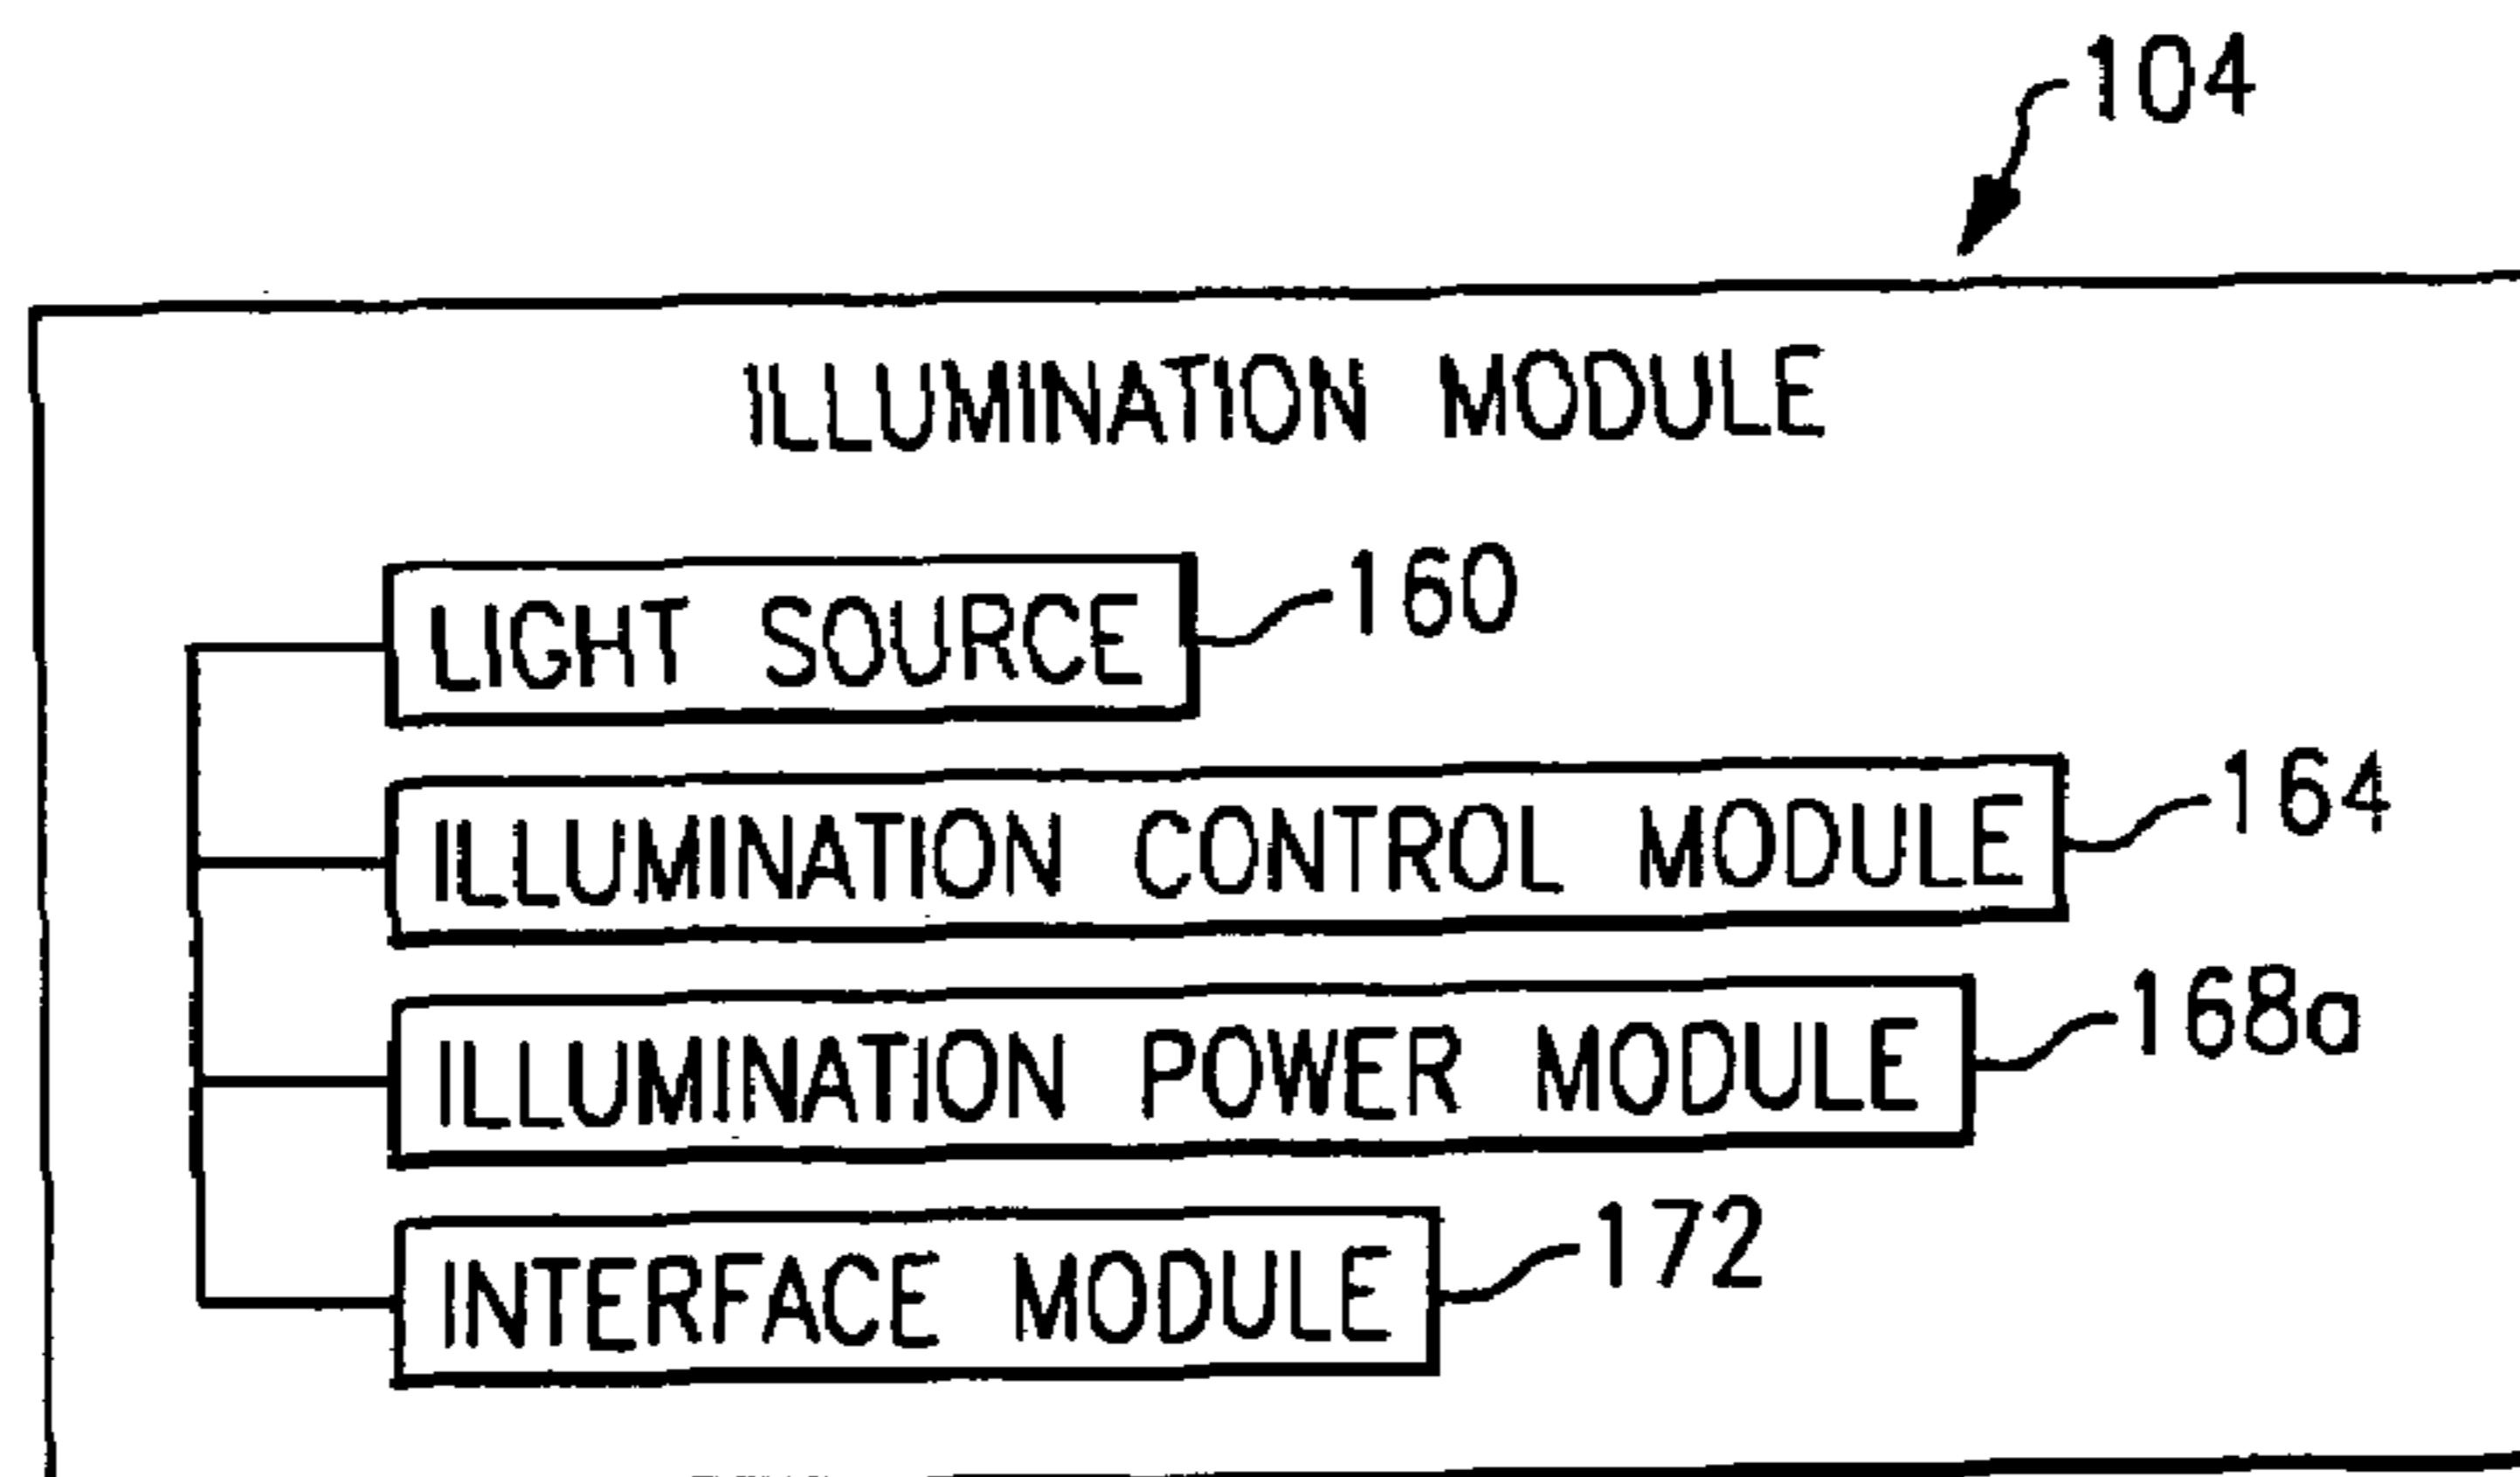 104
ILLUMINATION MODULE
LIGHT SOURCE 160
ILLUMINATION CONTROL MODULE 164
ILLUMINATION POWER MODULE 168a
INTERFACE MODULE 172